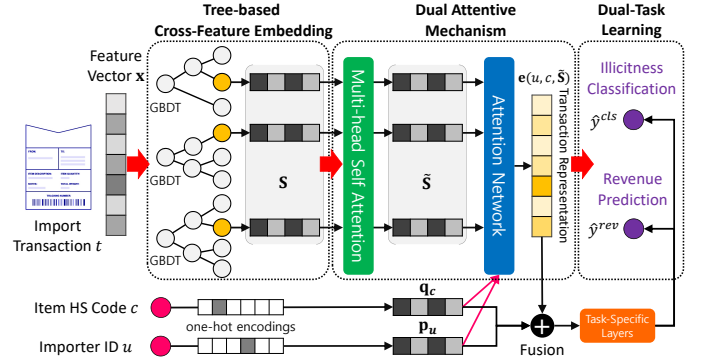 Tree-based
Cross-Feature Embedding
Dual Attentive
Mechanism
Dual-Task
Learning
Feature
Vector x
GBDT
GBDT
GBDT
S
Multi-head Self Attention
S̃
Attention Network
e(u, c, S̃)
Transaction Representation
Illicitness
Classification
ŷ^cls
Revenue
Prediction
ŷ^rev
FROM:
TO:
Import
Transaction t
Item HS Code c
one-hot encodings
Importer ID u
q_c
p_u
+
Fusion
Task-Specific
Layers